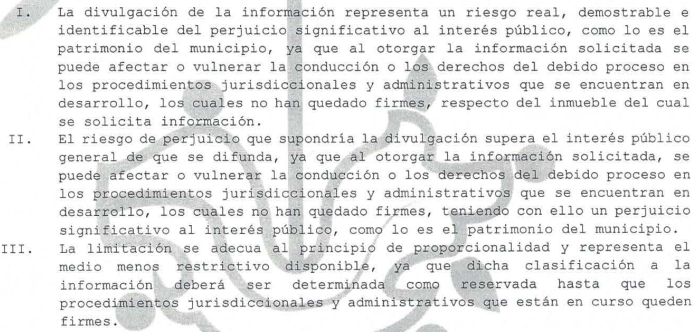 I. La divulgación de la información representa un riesgo real, demostrable e
identificable del perjuicio significativo al interés público, como lo es el
patrimonio del municipio, ya que al otorgar la información solicitada se
puede afectar o vulnerar la conducción o los derechos del debido proceso en
los procedimientos jurisdiccionales y administrativos que se encuentran en
desarrollo, los cuales no han quedado firmes, respecto del inmueble del cual
se solicita información.
II. El riesgo de perjuicio que supondría la divulgación supera el interés público
general de que se difunda, ya que al otorgar la información solicitada, se
puede afectar o vulnerar la conducción o los derechos del debido proceso en
los procedimientos jurisdiccionales y administrativos que se encuentran en
desarrollo, los cuales no han quedado firmes, teniendo con ello un perjuicio
significativo al interés público, como lo es el patrimonio del municipio.
III. La limitación se adecua al principio de proporcionalidad y representa el
medio menos restrictivo disponible, ya que dicha clasificación a la
información deberá ser determinada como reservada hasta que los
procedimientos jurisdiccionales y administrativos que están en curso queden
firmes.